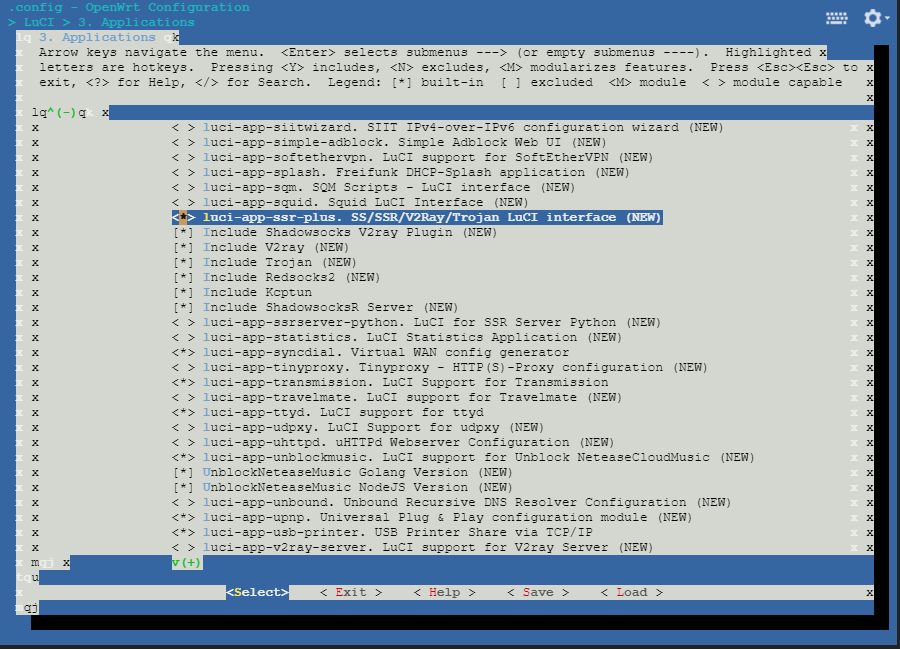 .config - OpenWrt Configuration
> LuCI > 3. Applications
lq 3. Applications qk
x  Arrow keys navigate the menu.  <Enter> selects submenus ---> (or empty submenus ----).  Highlighted x
x  letters are hotkeys.  Pressing <Y> includes, <N> excludes, <M> modularizes features.  Press <Esc><Esc> to x
x  exit, <?> for Help, </> for Search.  Legend: [*] built-in  [ ] excluded  <M> module  < > module capable
x x
x lq^(-)qk x
x x < > luci-app-siitwizard. SIIT IPv4-over-IPv6 configuration wizard (NEW) x x
x x < > luci-app-simple-adblock. Simple Adblock Web UI (NEW) x x
x x < > luci-app-softethervpn. LuCI support for SoftEtherVPN (NEW) x x
x x < > luci-app-splash. Freifunk DHCP-Splash application (NEW) x x
x x < > luci-app-sqm. SQM Scripts - LuCI interface (NEW) x x
x x < > luci-app-squid. Squid LuCI Interface (NEW) x x
x x <*> luci-app-ssr-plus. SS/SSR/V2Ray/Trojan LuCI interface (NEW) x x
x x [*] Include Shadowsocks V2ray Plugin (NEW) x x
x x [*] Include V2ray (NEW) x x
x x [*] Include Trojan (NEW) x x
x x [*] Include Redsocks2 (NEW) x x
x x [*] Include Kcptun x x
x x [*] Include ShadowsocksR Server (NEW) x x
x x < > luci-app-ssrserver-python. LuCI for SSR Server Python (NEW) x x
x x < > luci-app-statistics. LuCI Statistics Application (NEW) x x
x x <*> luci-app-syncdial. Virtual WAN config generator x x
x x < > luci-app-tinyproxy. Tinyproxy - HTTP(S)-Proxy configuration (NEW) x x
x x <*> luci-app-transmission. LuCI Support for Transmission x x
x x < > luci-app-travelmate. LuCI support for Travelmate (NEW) x x
x x <*> luci-app-ttyd. LuCI support for ttyd x x
x x < > luci-app-udpxy. LuCI Support for udpxy (NEW) x x
x x < > luci-app-uhttpd. uHTTPd Webserver Configuration (NEW) x x
x x <*> luci-app-unblockmusic. LuCI support for Unblock NeteaseCloudMusic (NEW) x x
x x [*] UnblockNeteaseMusic Golang Version (NEW) x x
x x [*] UnblockNeteaseMusic NodeJS Version (NEW) x x
x x < > luci-app-unbound. Unbound Recursive DNS Resolver Configuration (NEW) x x
x x <*> luci-app-upnp. Universal Plug & Play configuration module (NEW) x x
x x <*> luci-app-usb-printer. USB Printer Share via TCP/IP x x
x x < > luci-app-v2ray-server. LuCI support for V2ray Server (NEW) x x
x mqj x v(+)
tqu
x <Select>    < Exit >    < Help >    < Save >    < Load > x
mqj